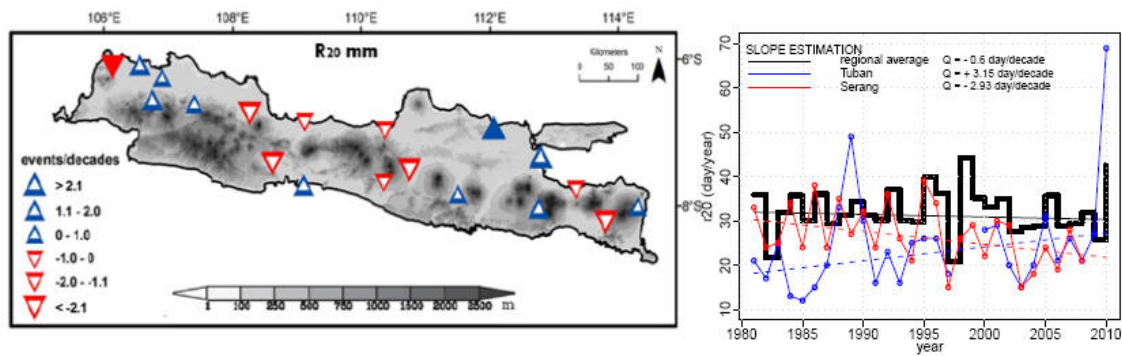 106°E 108°E 110°E 112°E 114°E
R20 mm
Kilometers
0 50 100
N
6°S
8°S
events/decades
> 2.1
1.1 - 2.0
0 - 1.0
-1.0 - 0
-2.0 - -1.1
< -2.1
1 100 250 500 750 1000 1500 2000 2500 3500 m
SLOPE ESTIMATION
regional average Q = - 0.6 day/decade
Tuban Q = + 3.15 day/decade
Serang Q = - 2.93 day/decade
r20 (day/year)
70
60
50
40
30
20
10
1980 1985 1990 1995 2000 2005 2010
year